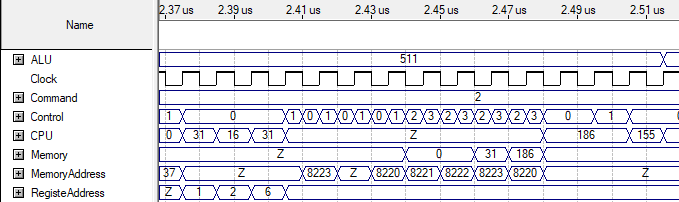 Name
2.37 us 2.39 us 2.41 us 2.43 us 2.45 us 2.47 us 2.49 us 2.51 us
ALU 511
Clock
Command 2
Control 1 0 1 0 1 0 1 0 1 2 3 2 3 2 3 2 3 0 1 0
CPU 0 31 16 31 Z 186 155
Memory Z 0 31 186
MemoryAddress 37 Z 8223 Z 8220 8221 8222 8223 8220 Z
RegisteAddress Z 1 2 6